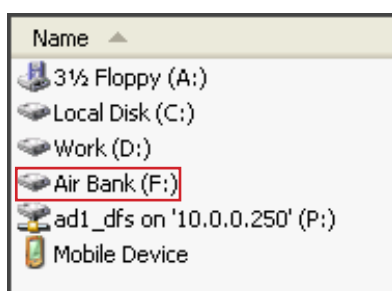 Name
3½ Floppy (A:)
Local Disk (C:)
Work (D:)
Air Bank (F:)
ad1_dfs on '10.0.0.250' (P:)
Mobile Device